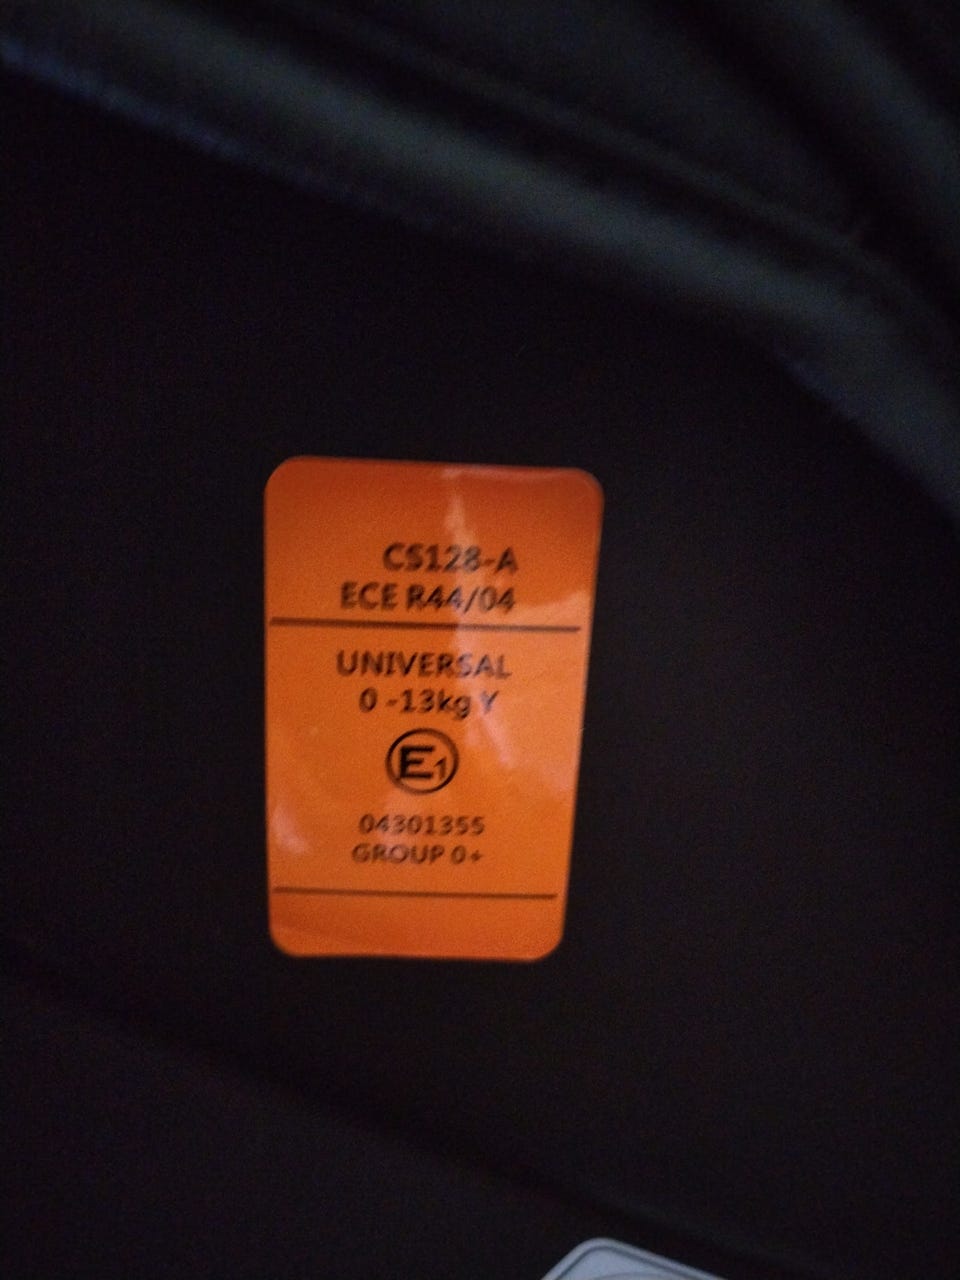 CS128-A
ECE R44/04
UNIVERSAL
0 -13kg Y
E1
04301355
GROUP 0+